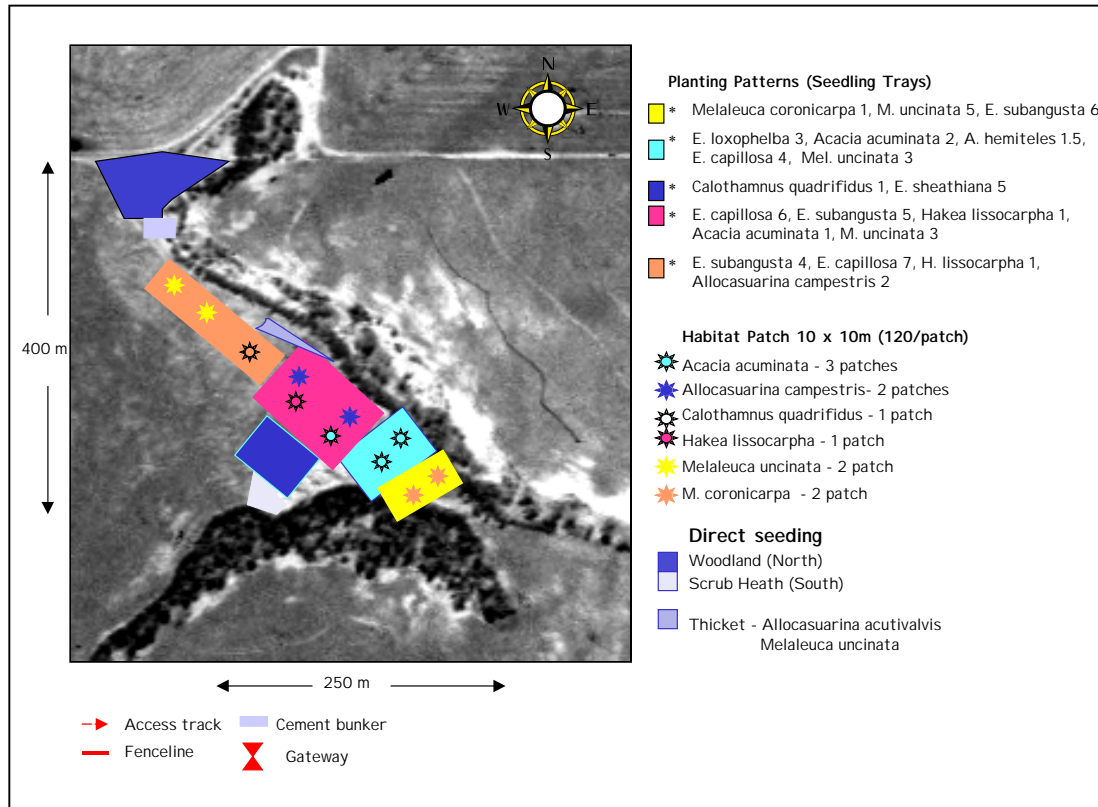 N
W
E
S
400 m
250 m
Access track
Cement bunker
Fenceline
Gateway
Planting Patterns (Seedling Trays)
* Melaleuca coronicarpa 1, M. uncinata 5, E. subangusta 6
* E. loxophelba 3, Acacia acuminata 2, A. hemiteles 1.5,
E. capillosa 4, Mel. uncinata 3
* Calothamnus quadrifidus 1, E. sheathiana 5
* E. capillosa 6, E. subangusta 5, Hakea lissocarpa 1,
Acacia acuminata 1, M. uncinata 3
* E. subangusta 4, E. capillosa 7, H. lissocarpa 1,
Allocasuarina campestris 2
Habitat Patch 10 x 10m (120/patch)
Acacia acuminata - 3 patches
Allocasuarina campestris- 2 patches
Calothamnus quadrifidus - 1 patch
Hakea lissocarpha - 1 patch
Melaleuca uncinata - 2 patch
M. coronicarpa - 2 patch
Direct seeding
Woodland (North)
Scrub Heath (South)
Thicket - Allocasuarina acutivalvis
Melaleuca uncinata